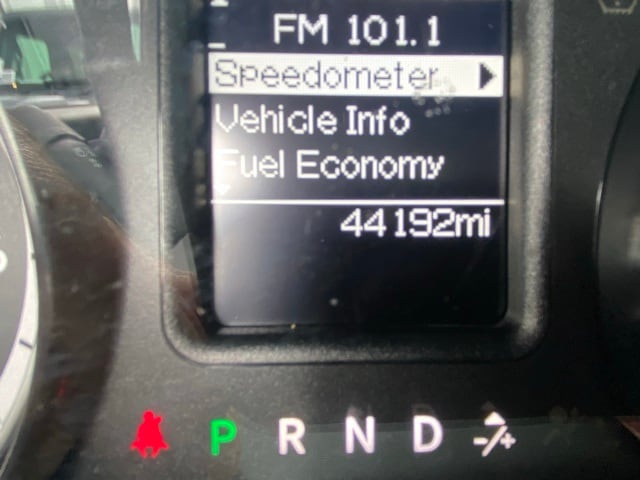 FM 101.1
Speedometer
Vehicle Info
Fuel Economy
44192mi
P R N D -/+